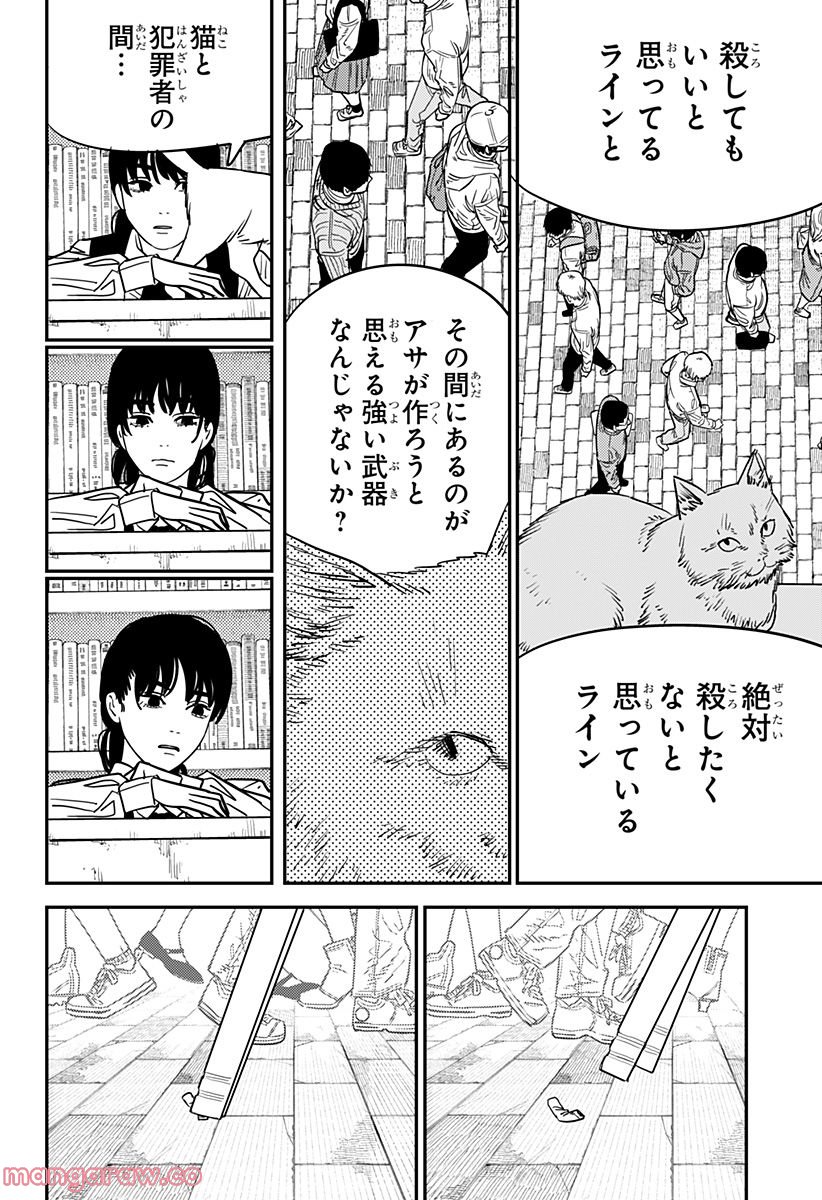 殺しても
いいと
思ってる
ラインと
絶対
殺したく
ないと
思っている
ライン
その間にあるのが
アサが作ろうと
思える強い武器
なんじゃないか?
猫と
犯罪者の
間…
mangaraw.co